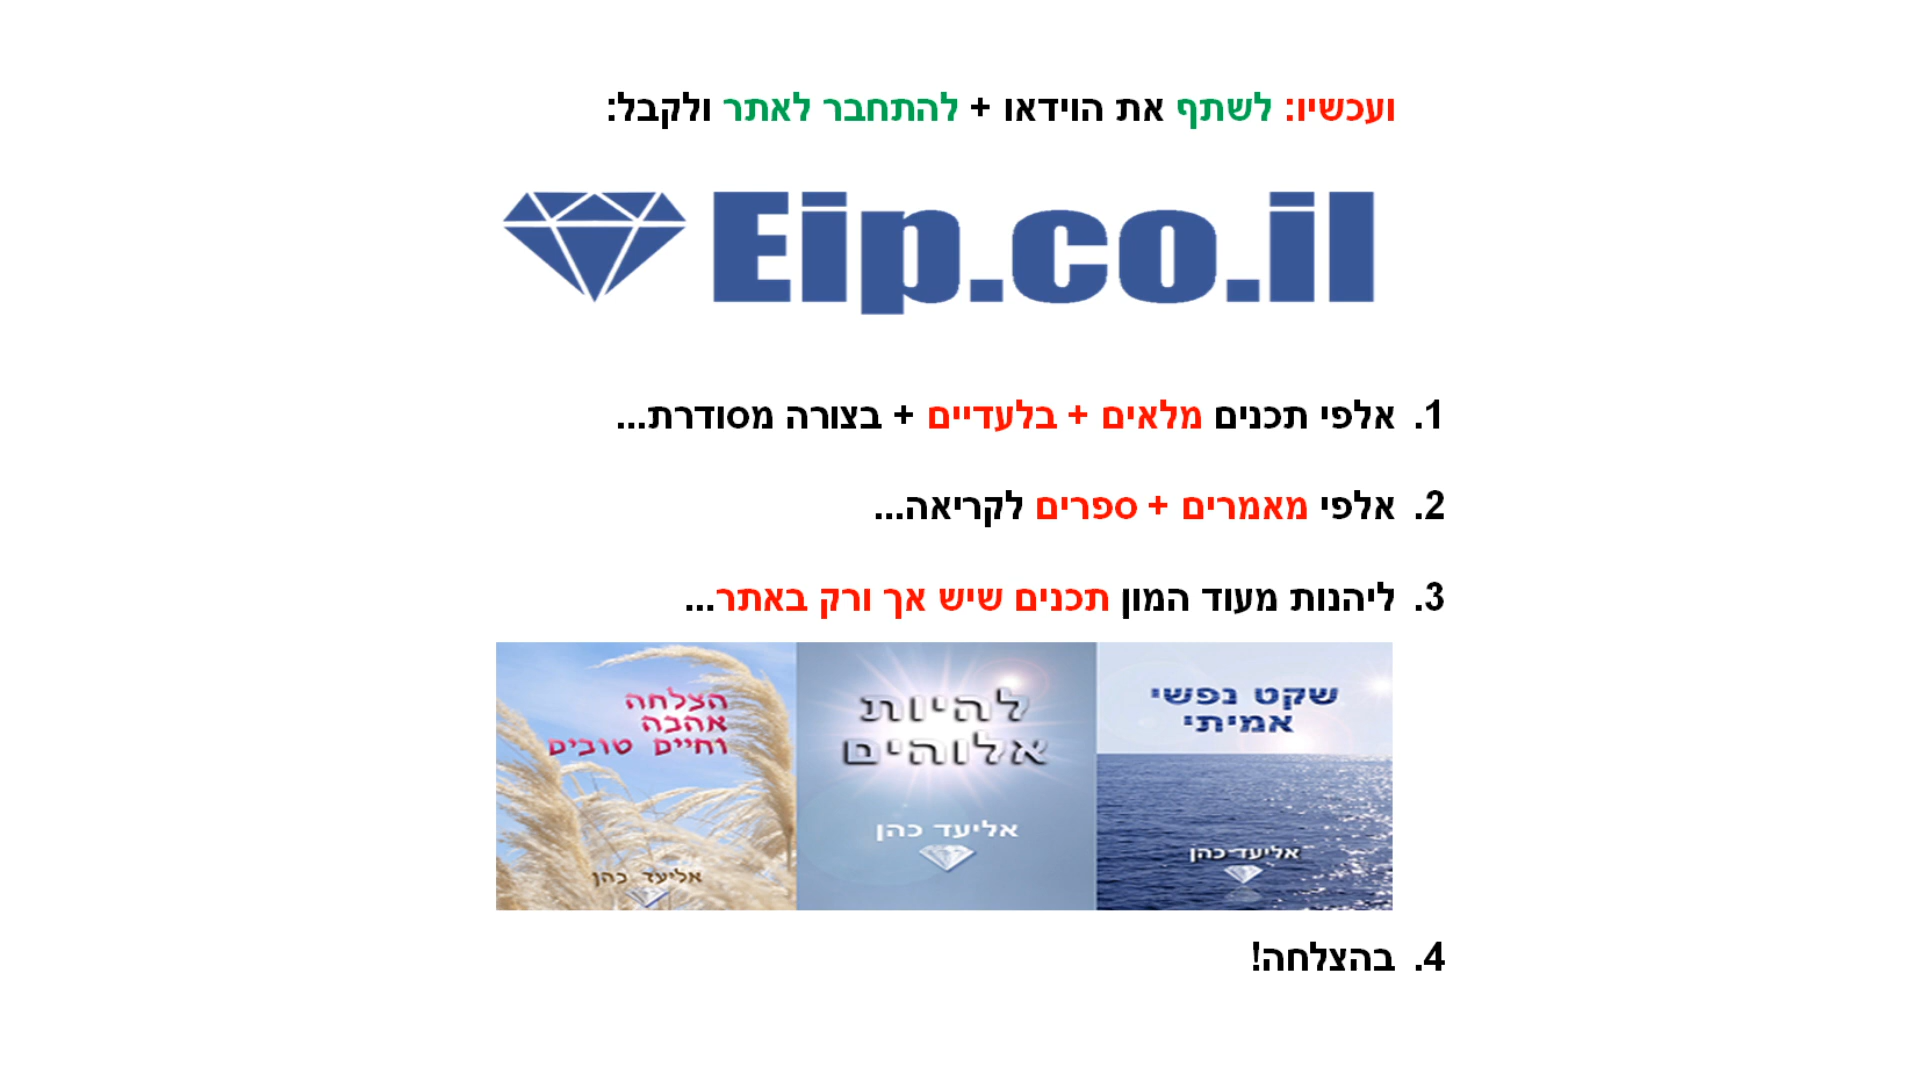 ועכשיו: לשתף את הוידאו + להתחבר לאתר ולקבל:
Eip.co.il
1. אלפי תכנים מלאים + בלעדיים + בצורה מסודרת...
2. אלפי מאמרים + ספרים לקריאה...
3. ליהנות מעוד המון תכנים שיש אך ורק באתר...
שקט נפשי
אמיתי
אליעד כהן
להיות
אלוהים
אליעד כהן
הצלחה
אהבה
וחיים טובים
אליעד כהן
4. בהצלחה!